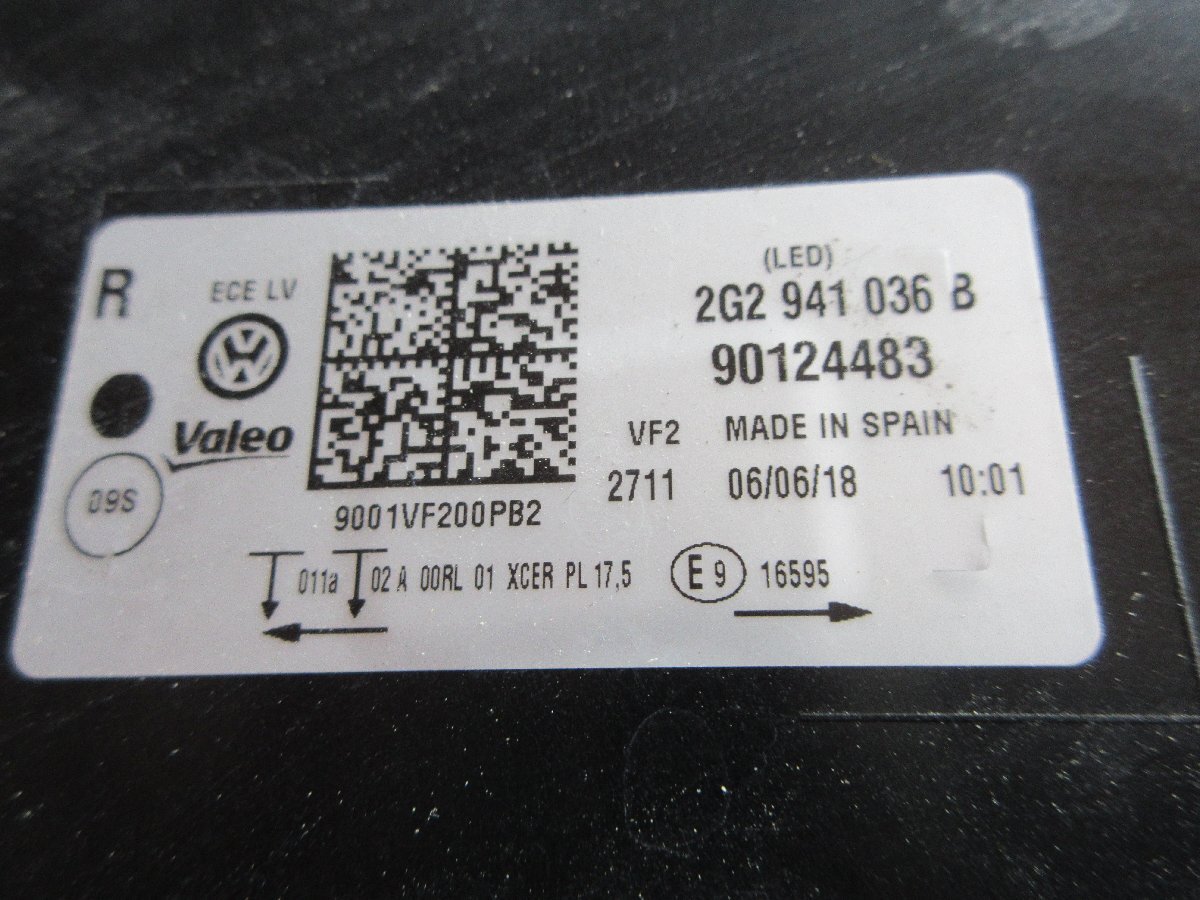 R
ECE LV
(LED)
2G2 941 036 B
90124483
Valeo
VF2 MADE IN SPAIN
09S
2711 06/06/18 10:01
9001VF200PB2
011a 02 A 00RL 01 XCER PL 17,5 E 9 16595